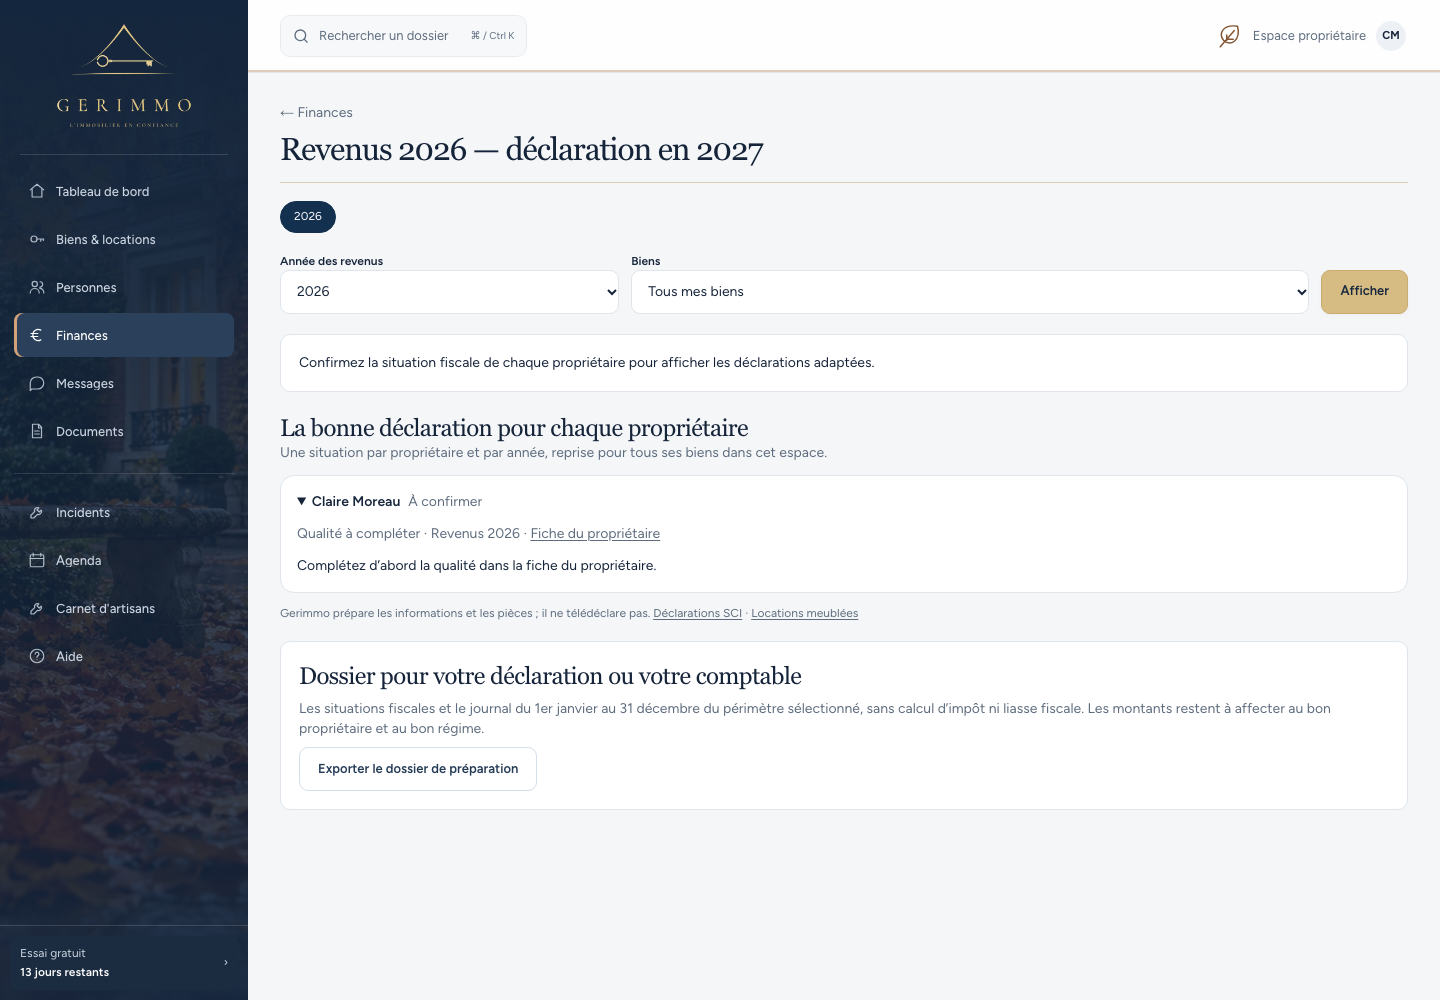 GERIMMO
L'IMMOBILIER EN CONFIANCE
Tableau de bord
Biens & locations
Personnes
Finances
Messages
Documents
Incidents
Agenda
Carnet d'artisans
Aide
Essai gratuit
13 jours restants
Rechercher un dossier
⌘ / Ctrl K
Espace propriétaire
CM
← Finances
Revenus 2026 — déclaration en 2027
2026
Année des revenus
2026
Biens
Tous mes biens
Afficher
Confirmez la situation fiscale de chaque propriétaire pour afficher les déclarations adaptées.
La bonne déclaration pour chaque propriétaire
Une situation par propriétaire et par année, reprise pour tous ses biens dans cet espace.
▼ Claire Moreau À confirmer
Qualité à compléter · Revenus 2026 · Fiche du propriétaire
Complétez d’abord la qualité dans la fiche du propriétaire.
Gerimmo prépare les informations et les pièces ; il ne télédéclare pas. Déclarations SCI · Locations meublées
Dossier pour votre déclaration ou votre comptable
Les situations fiscales et le journal du 1er janvier au 31 décembre du périmètre sélectionné, sans calcul d’impôt ni liasse fiscale. Les montants restent à affecter au bon
propriétaire et au bon régime.
Exporter le dossier de préparation